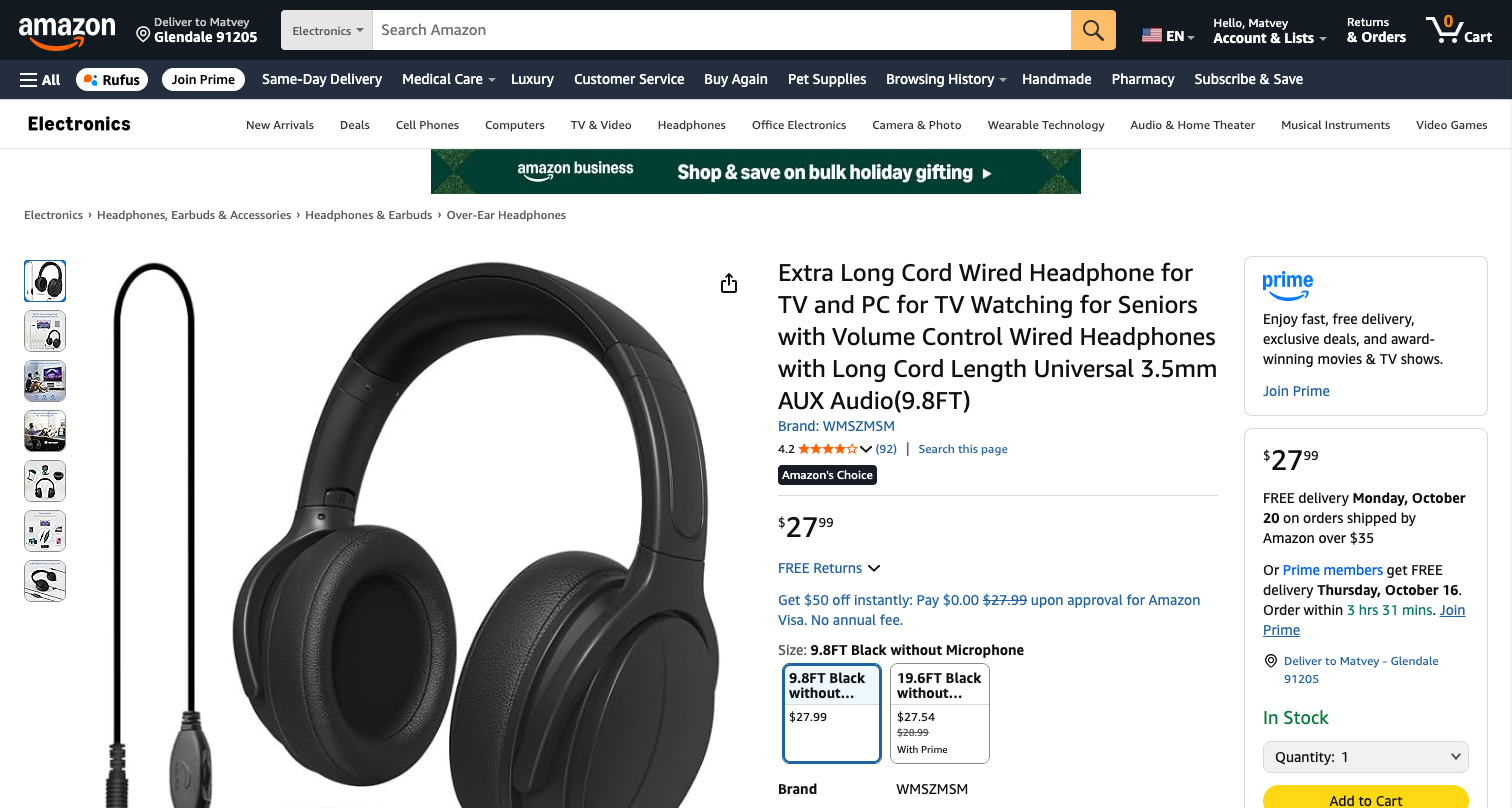 amazon
Deliver to Matvey
Glendale 91205
Electronics
Search Amazon
EN
Hello, Matvey
Account & Lists
Returns
& Orders
0
Cart
All
Rufus
Join Prime
Same-Day Delivery
Medical Care
Luxury
Customer Service
Buy Again
Pet Supplies
Browsing History
Handmade
Pharmacy
Subscribe & Save
Electronics
New Arrivals
Deals
Cell Phones
Computers
TV & Video
Headphones
Office Electronics
Camera & Photo
Wearable Technology
Audio & Home Theater
Musical Instruments
Video Games
amazon business
Shop & save on bulk holiday gifting ▸
Electronics › Headphones, Earbuds & Accessories › Headphones & Earbuds › Over-Ear Headphones
Extra Long Cord Wired Headphone for
TV and PC for TV Watching for Seniors
with Volume Control Wired Headphones
with Long Cord Length Universal 3.5mm
AUX Audio(9.8FT)
Brand: WMSZMSM
4.2 (92) | Search this page
Amazon's Choice
$27.99
FREE Returns
Get $50 off instantly: Pay $0.00 $27.99 upon approval for Amazon
Visa. No annual fee.
Size: 9.8FT Black without Microphone
9.8FT Black
without...
$27.99
19.6FT Black
without...
$27.54
$28.99
With Prime
Brand WMSZMSM
prime
Enjoy fast, free delivery,
exclusive deals, and award-
winning movies & TV shows.
Join Prime
$27.99
FREE delivery Monday, October
20 on orders shipped by
Amazon over $35
Or Prime members get FREE
delivery Thursday, October 16.
Order within 3 hrs 31 mins. Join
Prime
Deliver to Matvey - Glendale
91205
In Stock
Quantity: 1
Add to Cart